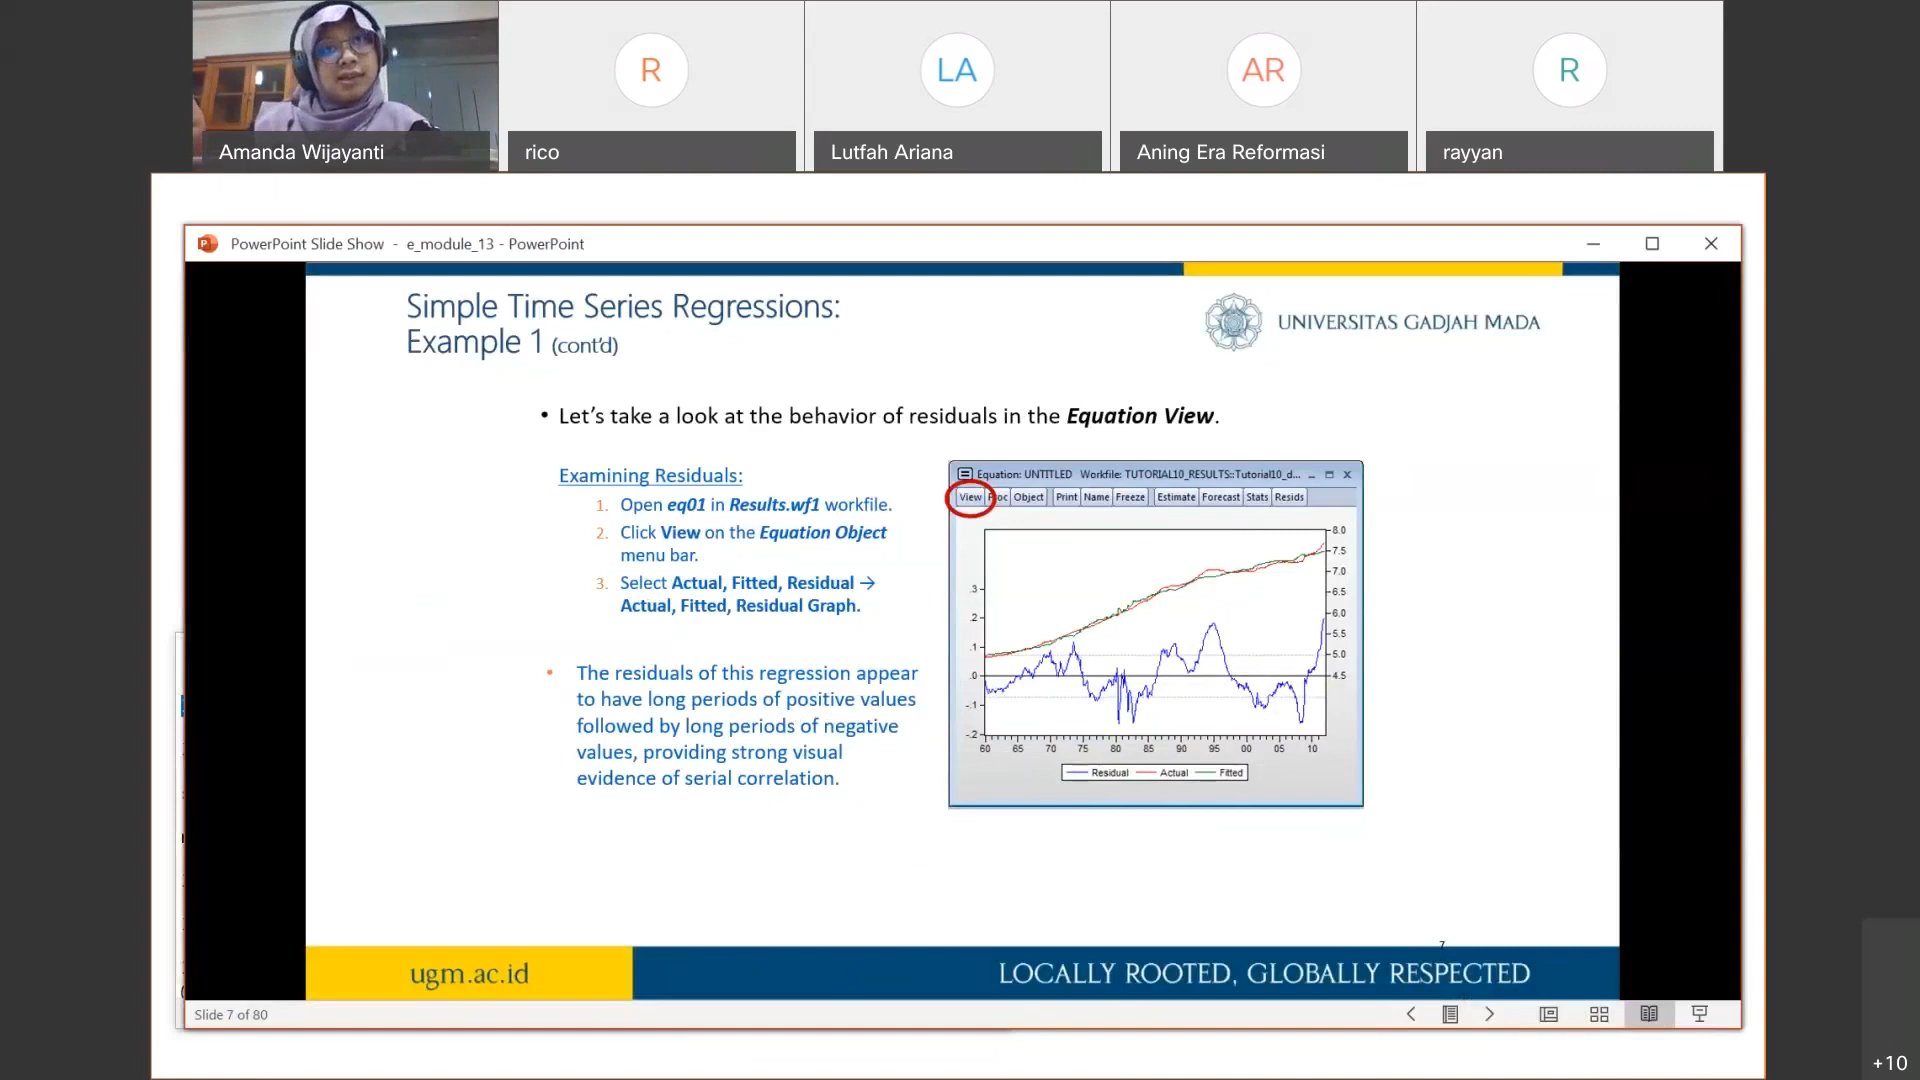 R
LA
AR
R
Amanda Wijayanti
rico
Lutfah Ariana
Aning Era Reformasi
rayyan
PowerPoint Slide Show - e_module_13 - PowerPoint
Simple Time Series Regressions:
Example 1 (cont'd)
UNIVERSITAS GADJAH MADA
• Let's take a look at the behavior of residuals in the Equation View.
Examining Residuals:
1. Open eq01 in Results.wf1 workfile.
2. Click View on the Equation Object
menu bar.
3. Select Actual, Fitted, Residual →
Actual, Fitted, Residual Graph.
• The residuals of this regression appear
to have long periods of positive values
followed by long periods of negative
values, providing strong visual
evidence of serial correlation.
Equation: UNTITLED Workfile: TUTORIAL10_RESULTS::Tutorial10_d...
View Proc Object Print Name Freeze Estimate Forecast Stats Resids
8.0
7.5
7.0
.3 6.5
.2 6.0
5.5
.1 5.0
.0 4.5
-.1
-.2
60 65 70 75 80 85 90 95 00 05 10
Residual Actual Fitted
7
ugm.ac.id
LOCALLY ROOTED, GLOBALLY RESPECTED
Slide 7 of 80
+10